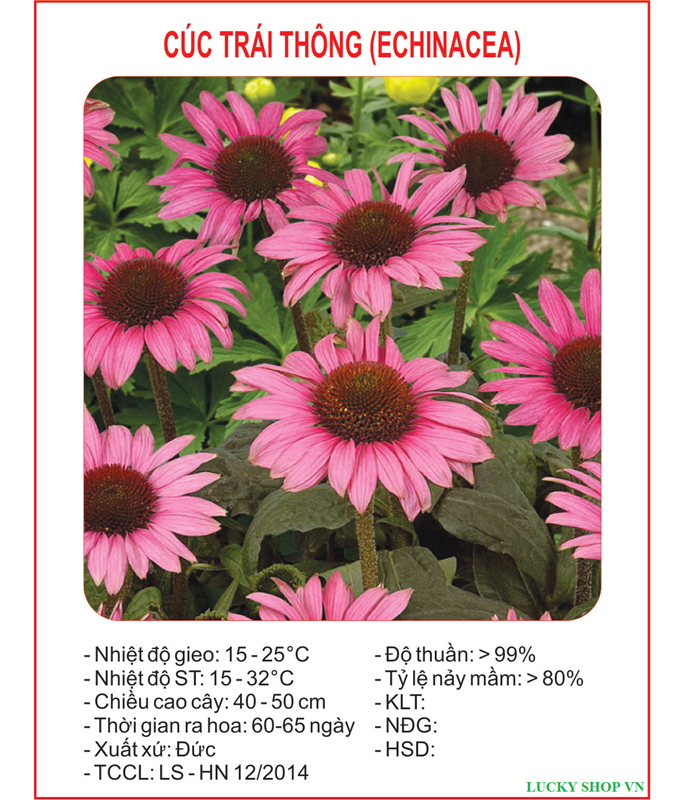 CÚC TRÁI THÔNG (ECHINACEA)
- Nhiệt độ gieo: 15 - 25°C
- Nhiệt độ ST: 15 - 32°C
- Chiều cao cây: 40 - 50 cm
- Thời gian ra hoa: 60-65 ngày
- Xuất xứ: Đức
- TCCL: LS - HN 12/2014
- Độ thuần: > 99%
- Tỷ lệ nảy mầm: > 80%
- KLT:
- NĐG:
- HSD:
LUCKY SHOP VN